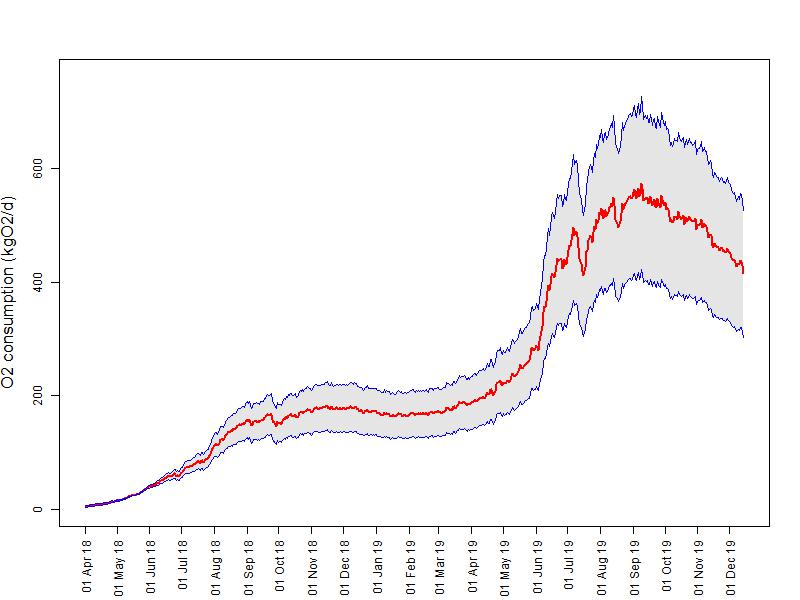 O2 consumption (kgO2/d)
600
400
200
0
01 Apr 18
01 May 18
01 Jun 18
01 Jul 18
01 Aug 18
01 Sep 18
01 Oct 18
01 Nov 18
01 Dec 18
01 Jan 19
01 Feb 19
01 Mar 19
01 Apr 19
01 May 19
01 Jun 19
01 Jul 19
01 Aug 19
01 Sep 19
01 Oct 19
01 Nov 19
01 Dec 19